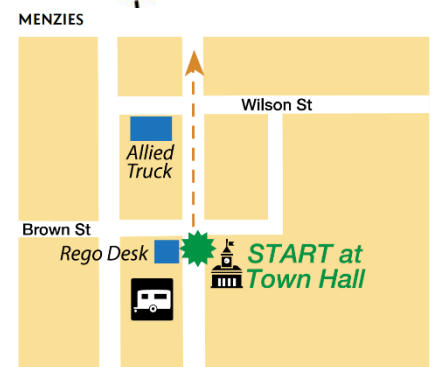 MENZIES
Wilson St
Allied
Truck
Brown St
Rego Desk
START at
Town Hall